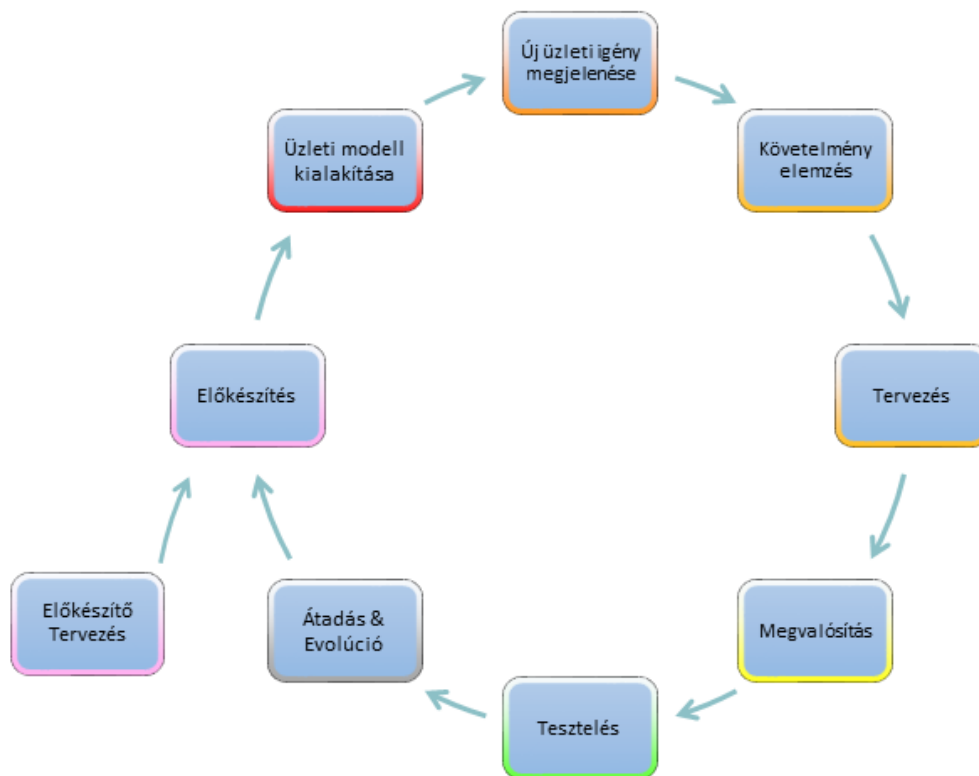 Új üzleti igény
megjelenése
Követelmény
elemzés
Tervezés
Megvalósítás
Tesztelés
Átadás &
Evolúció
Előkészítő
Tervezés
Előkészítés
Üzleti modell
kialakítása